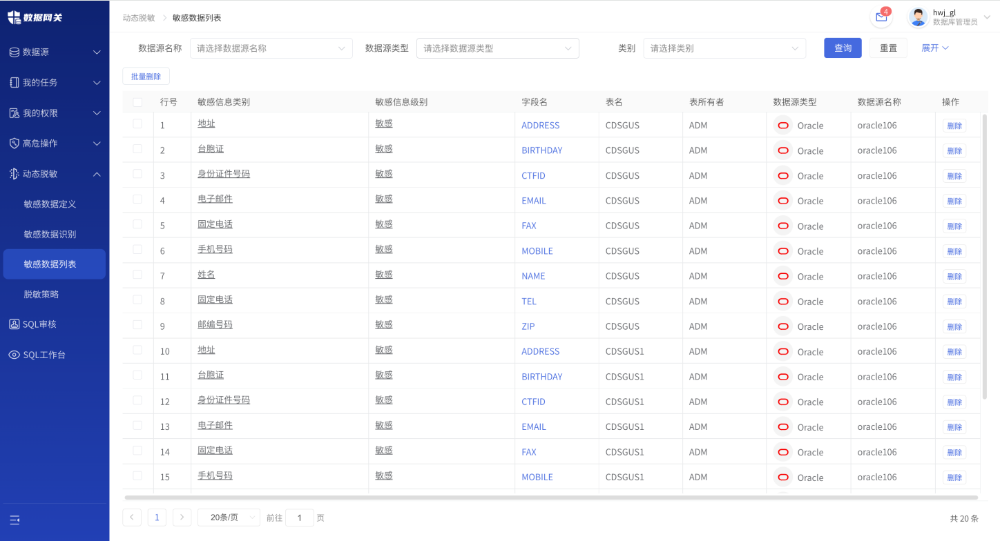 数据网关
动态脱敏 > 敏感数据列表
4
hwj_gl
数据库管理员
数据源
我的任务
我的权限
高危操作
动态脱敏
敏感数据定义
敏感数据识别
敏感数据列表
脱敏策略
SQL审核
SQL工作台
数据源名称 请选择数据源名称 数据源类型 请选择数据源类型 类别 请选择类别 查询 重置 展开
批量删除
行号 敏感信息类别 敏感信息级别 字段名 表名 表所有者 数据源类型 数据源名称 操作
1 地址 敏感 ADDRESS CDSGUS ADM Oracle oracle106 删除
2 台胞证 敏感 BIRTHDAY CDSGUS ADM Oracle oracle106 删除
3 身份证件号码 敏感 CTFID CDSGUS ADM Oracle oracle106 删除
4 电子邮件 敏感 EMAIL CDSGUS ADM Oracle oracle106 删除
5 固定电话 敏感 FAX CDSGUS ADM Oracle oracle106 删除
6 手机号码 敏感 MOBILE CDSGUS ADM Oracle oracle106 删除
7 姓名 敏感 NAME CDSGUS ADM Oracle oracle106 删除
8 固定电话 敏感 TEL CDSGUS ADM Oracle oracle106 删除
9 邮编号码 敏感 ZIP CDSGUS ADM Oracle oracle106 删除
10 地址 敏感 ADDRESS CDSGUS1 ADM Oracle oracle106 删除
11 台胞证 敏感 BIRTHDAY CDSGUS1 ADM Oracle oracle106 删除
12 身份证件号码 敏感 CTFID CDSGUS1 ADM Oracle oracle106 删除
13 电子邮件 敏感 EMAIL CDSGUS1 ADM Oracle oracle106 删除
14 固定电话 敏感 FAX CDSGUS1 ADM Oracle oracle106 删除
15 手机号码 敏感 MOBILE CDSGUS1 ADM Oracle oracle106 删除
1 20条/页 前往 1 页 共 20 条